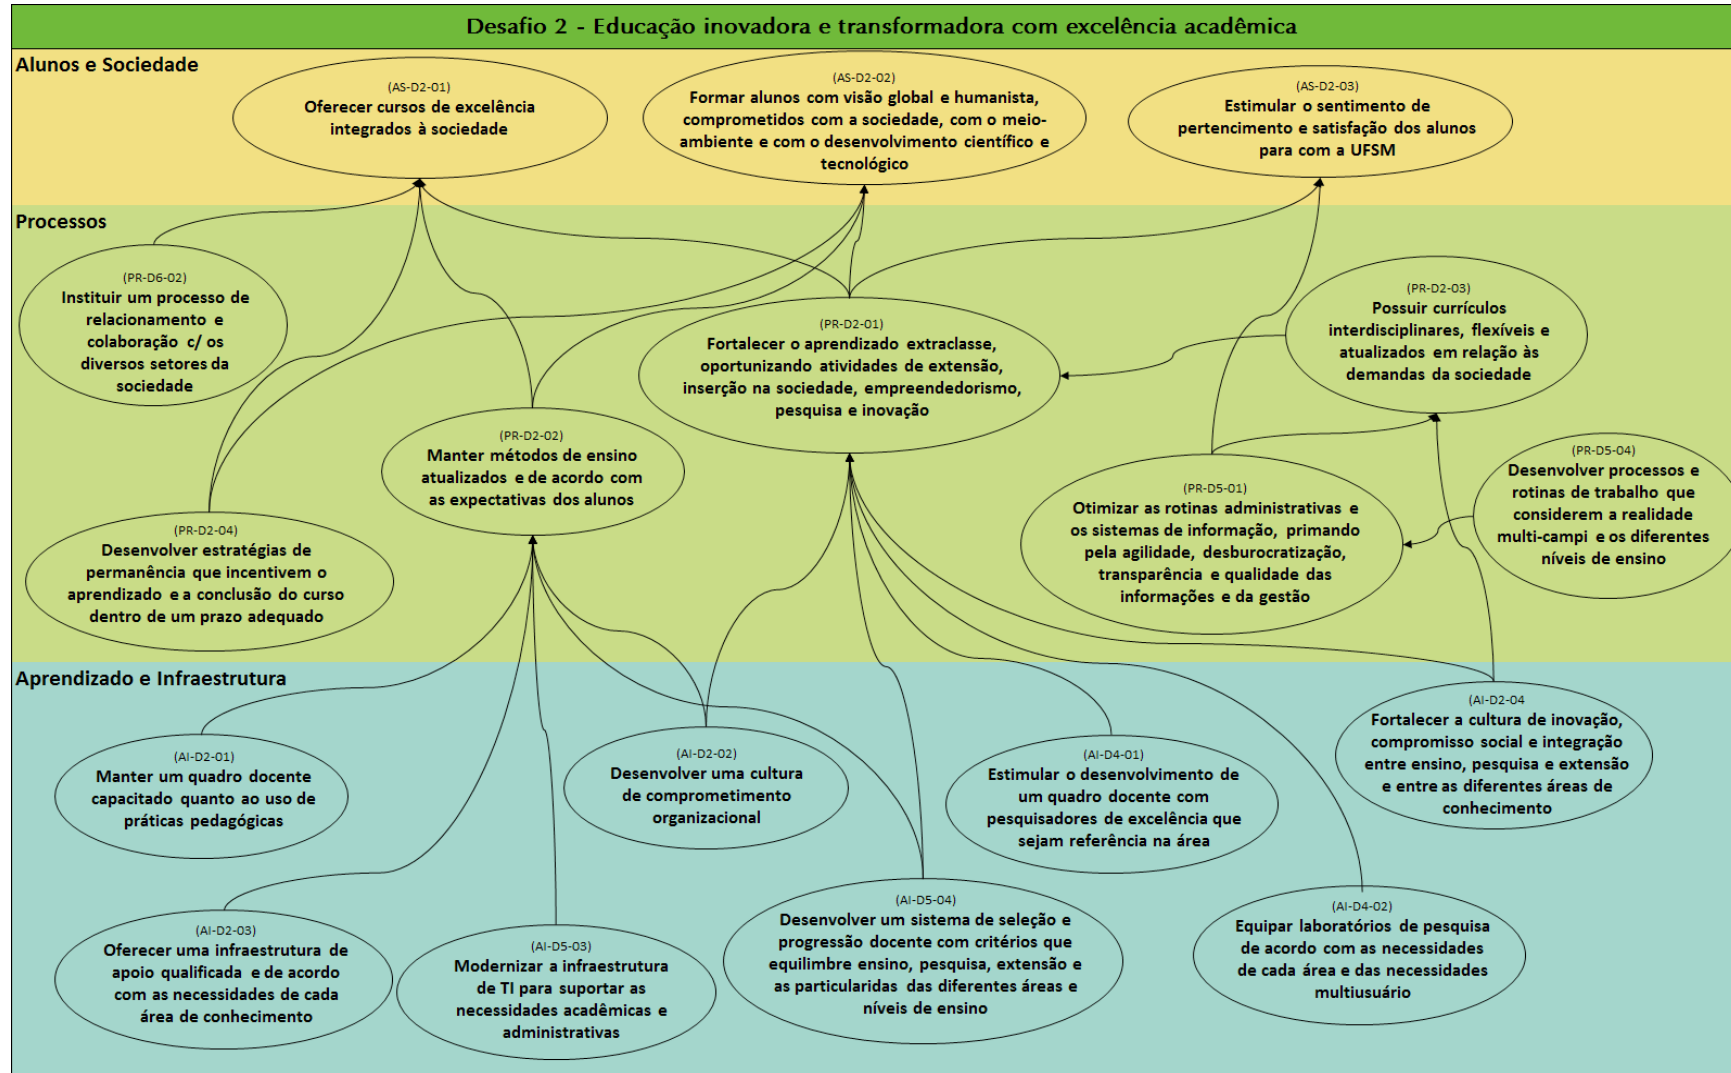 Desafio 2 - Educação inovadora e transformadora com excelência acadêmica
Alunos e Sociedade
(AS-D2-01)
Oferecer cursos de excelência
integrados à sociedade
(AS-D2-02)
Formar alunos com visão global e humanista,
comprometidos com a sociedade, com o meio-
ambiente e com o desenvolvimento científico e
tecnológico
(AS-D2-03)
Estimular o sentimento de
pertencimento e satisfação dos alunos
para com a UFSM
Processos
(PR-D6-02)
Instituir um processo de
relacionamento e
colaboração c/ os
diversos setores da
sociedade
(PR-D2-01)
Fortalecer o aprendizado extraclasse,
oportunizando atividades de extensão,
inserção na sociedade, empreendedorismo,
pesquisa e inovação
(PR-D2-03)
Possuir currículos
interdisciplinares, flexíveis e
atualizados em relação às
demandas da sociedade
(PR-D2-02)
Manter métodos de ensino
atualizados e de acordo com
as expectativas dos alunos
(PR-D5-04)
Desenvolver processos e
rotinas de trabalho que
considerem a realidade
multi-campi e os diferentes
níveis de ensino
(PR-D5-01)
Otimizar as rotinas administrativas e
os sistemas de informação, primando
pela agilidade, desburocratização,
transparência e qualidade das
informações e da gestão
(PR-D2-04)
Desenvolver estratégias de
permanência que incentivem o
aprendizado e a conclusão do curso
dentro de um prazo adequado
Aprendizado e Infraestrutura
(AI-D2-01)
Manter um quadro docente
capacitado quanto ao uso de
práticas pedagógicas
(AI-D2-02)
Desenvolver uma cultura
de comprometimento
organizacional
(AI-D4-01)
Estimular o desenvolvimento de
um quadro docente com
pesquisadores de excelência que
sejam referência na área
(AI-D2-04
Fortalecer a cultura de inovação,
compromisso social e integração
entre ensino, pesquisa e extensão
e entre as diferentes áreas de
conhecimento
(AI-D2-03)
Oferecer uma infraestrutura de
apoio qualificada e de acordo
com as necessidades de cada
área de conhecimento
(AI-D5-03)
Modernizar a infraestrutura
de TI para suportar as
necessidades acadêmicas e
administrativas
(AI-D5-04)
Desenvolver um sistema de seleção e
progressão docente com critérios que
equilimbre ensino, pesquisa, extensão e
as particularidas das diferentes áreas e
níveis de ensino
(AI-D4-02)
Equipar laboratórios de pesquisa
de acordo com as necessidades
de cada área e das necessidades
multiusuário